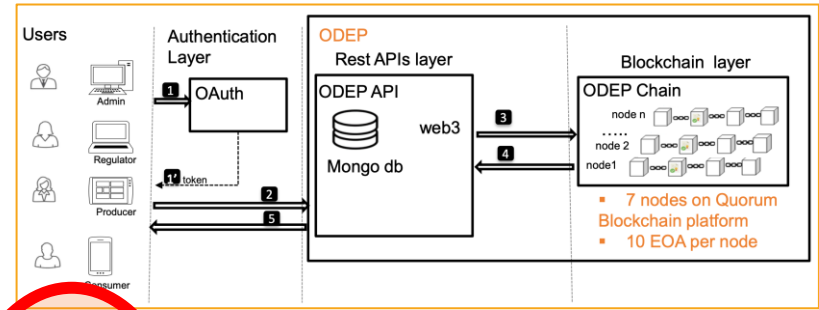 Users
Admin
Regulator
Producer
Consumer
Authentication
Layer
1
OAuth
1' token
2
5
ODEP
Rest APIs layer
ODEP API
web3
Mongo db
3
4
Blockchain layer
ODEP Chain
node n
.....
node 2
node1
▪ 7 nodes on Quorum
Blockchain platform
▪ 10 EOA per node